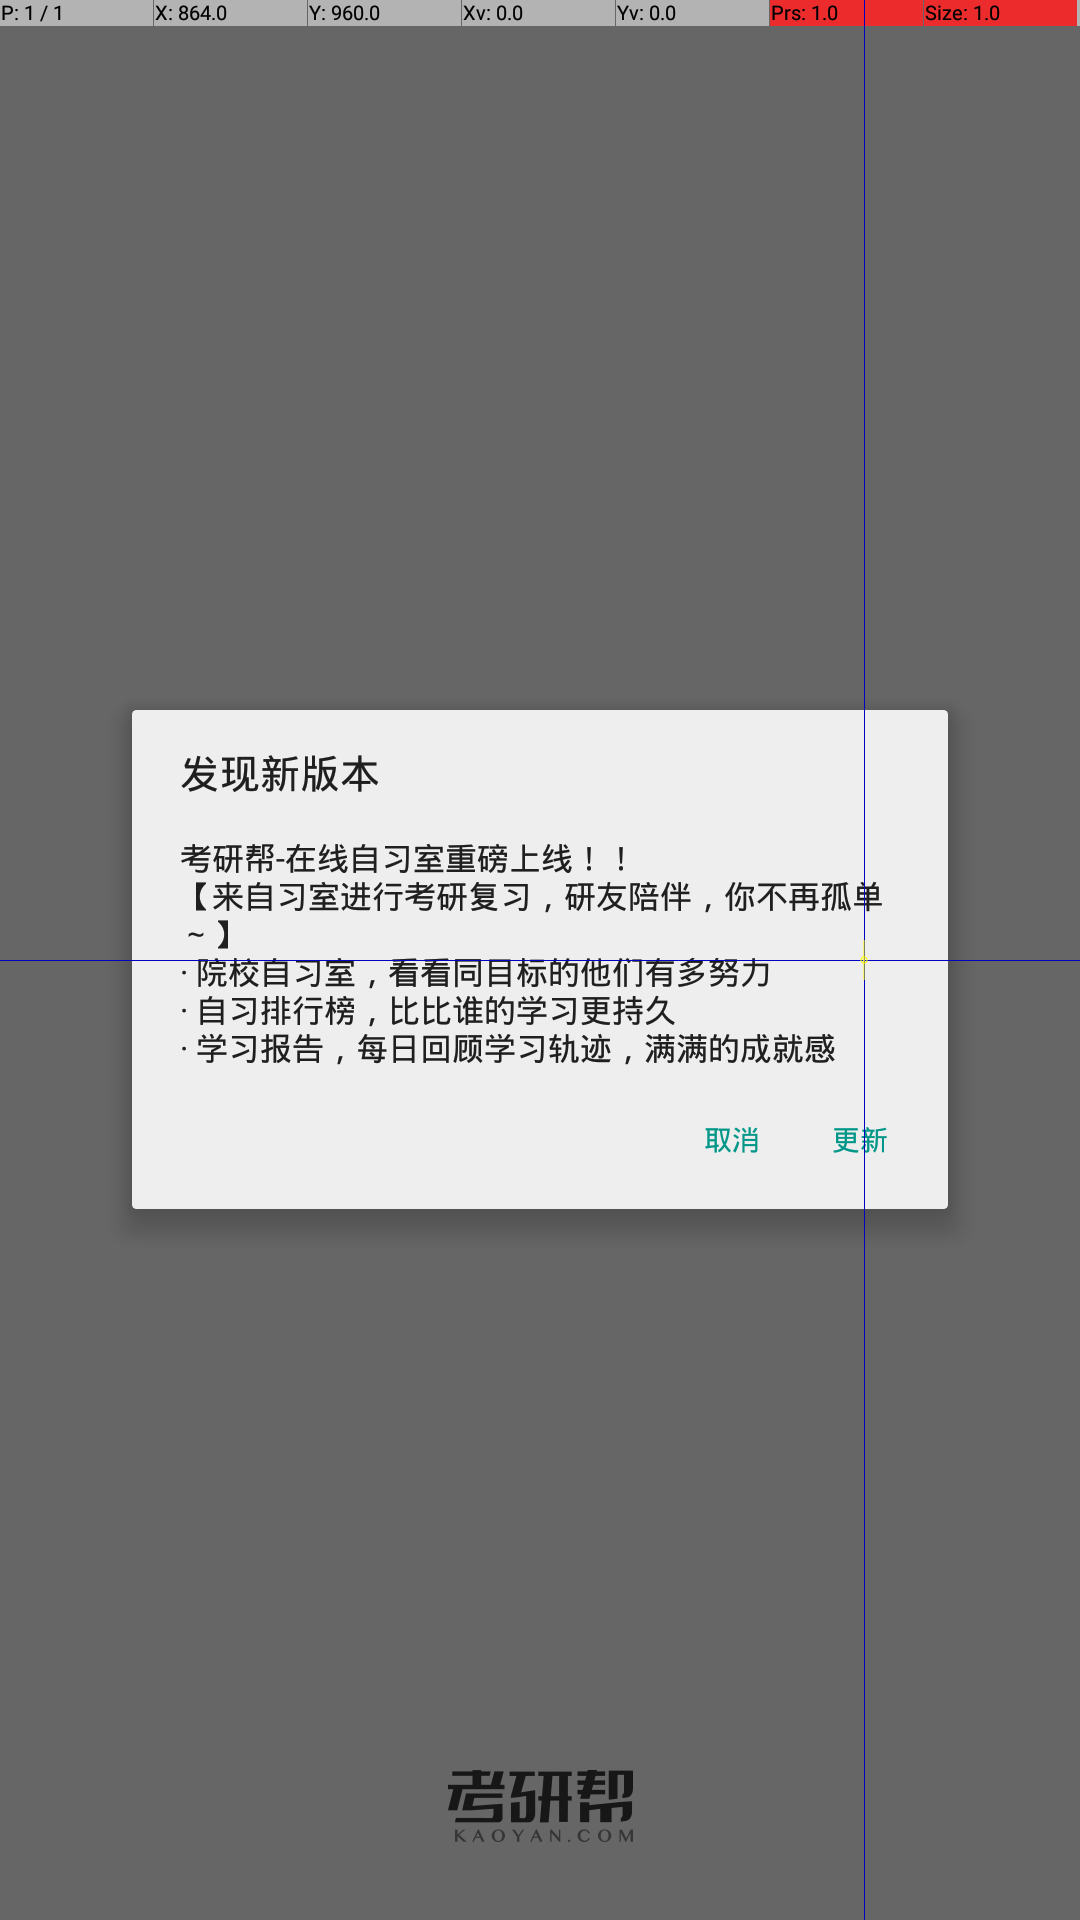 P: 1 / 1 X: 864.0 Y: 960.0 Xv: 0.0 Yv: 0.0 Prs: 1.0 Size: 1.0
发现新版本
考研帮-在线自习室重磅上线！！
【来自习室进行考研复习，研友陪伴，你不再孤单
~】
· 院校自习室，看看同目标的他们有多努力
· 自习排行榜，比比谁的学习更持久
· 学习报告，每日回顾学习轨迹，满满的成就感
取消 更新
考研帮
KAOYAN.COM